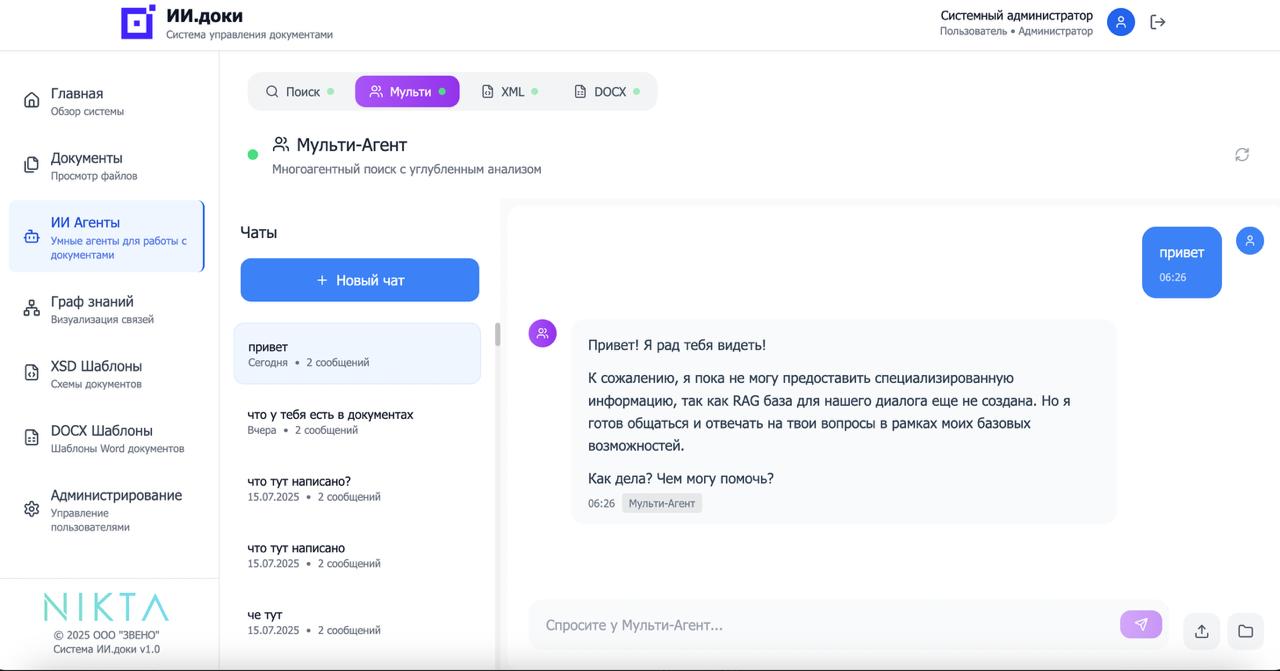 ИИ.доки
Система управления документами
Системный администратор
Пользователь • Администратор
Главная
Обзор системы
Документы
Просмотр файлов
ИИ Агенты
Умные агенты для работы с
документами
Граф знаний
Визуализация связей
XSD Шаблоны
Схемы документов
DOCX Шаблоны
Шаблоны Word документов
Администрирование
Управление
пользователями
NIKTA
© 2025 ООО "ЗВЕНО"
Система ИИ.доки v1.0
Поиск
Мульти
XML
DOCX
Мульти-Агент
Многоагентный поиск с углубленным анализом
Чаты
+ Новый чат
привет
Сегодня • 2 сообщений
что у тебя есть в документах
Вчера • 2 сообщений
что тут написано?
15.07.2025 • 2 сообщений
что тут написано
15.07.2025 • 2 сообщений
че тут
15.07.2025 • 2 сообщений
привет
06:26
Привет! Я рад тебя видеть!
К сожалению, я пока не могу предоставить специализированную
информацию, так как RAG база для нашего диалога еще не создана. Но я
готов общаться и отвечать на твои вопросы в рамках моих базовых
возможностей.
Как дела? Чем могу помочь?
06:26 Мульти-Агент
Спросите у Мульти-Агент...